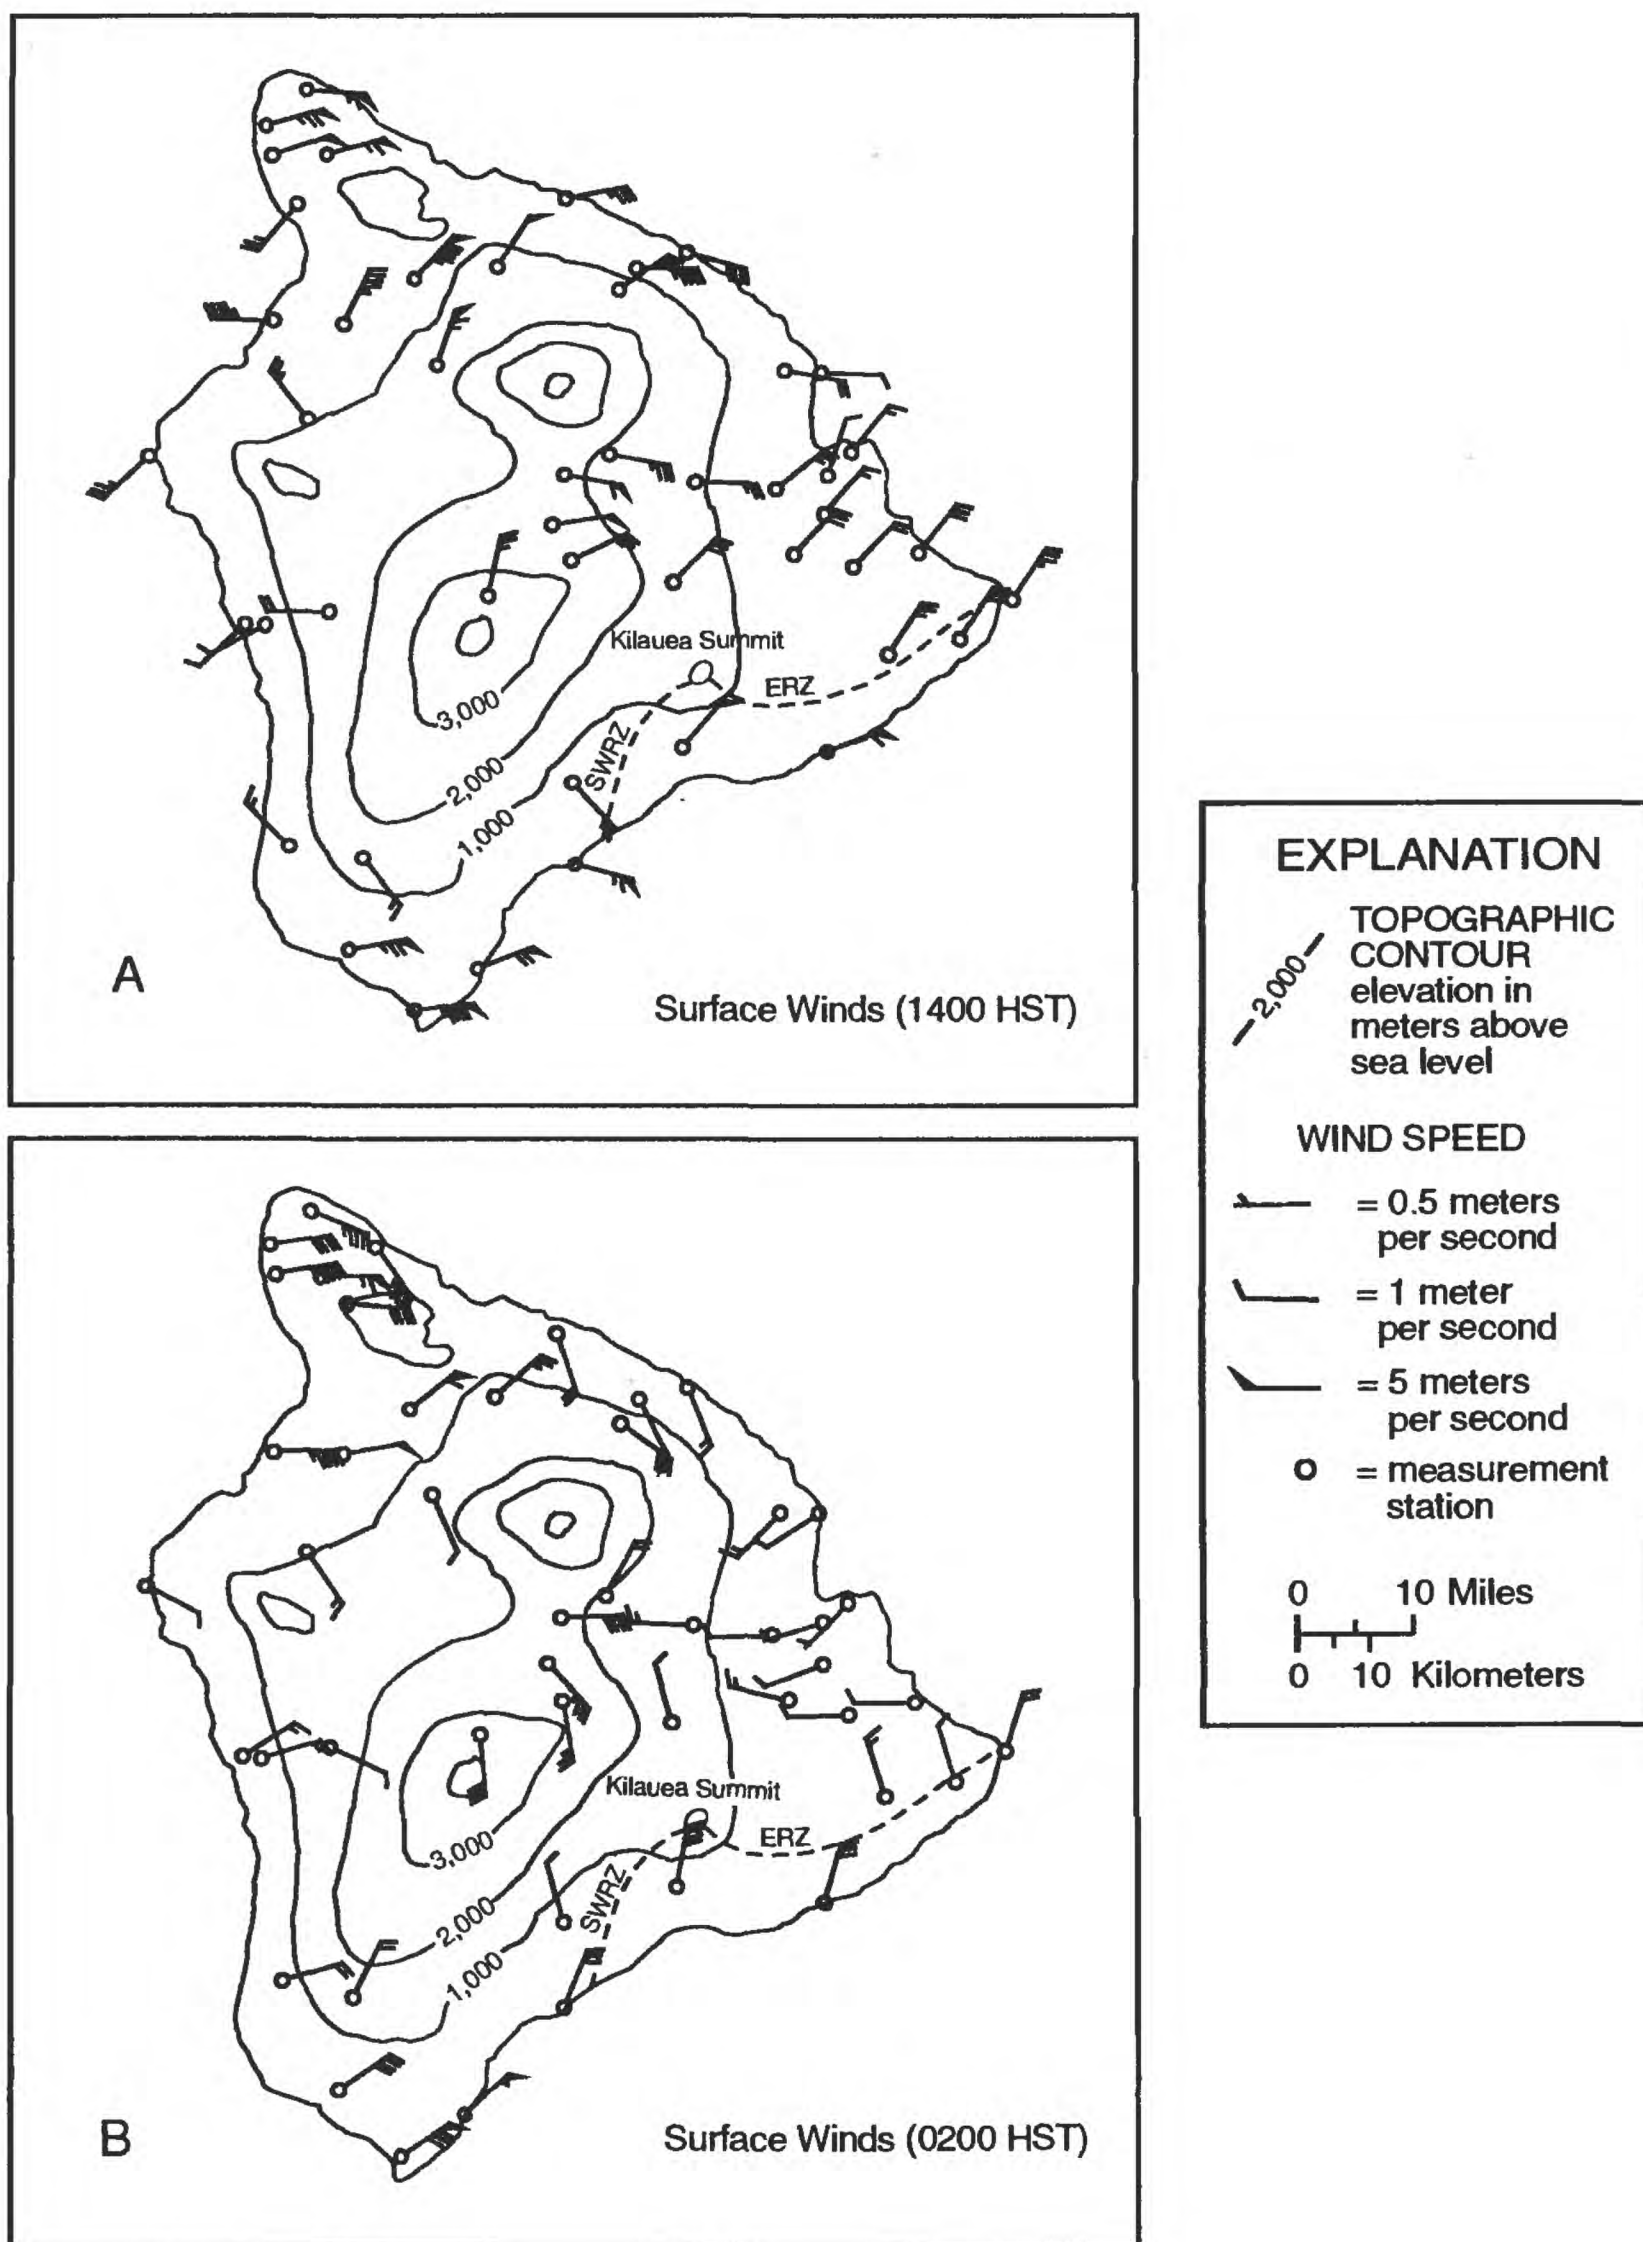 Kilauea Summit
ERZ
SWRZ
3,000
2,000
1,000
A
Surface Winds (1400 HST)
EXPLANATION
2,000
TOPOGRAPHIC
CONTOUR
elevation in
meters above
sea level
WIND SPEED
= 0.5 meters
per second
= 1 meter
per second
= 5 meters
per second
= measurement
station
0 10 Miles
0 10 Kilometers
Kilauea Summit
ERZ
SWRZ
3,000
2,000
1,000
B
Surface Winds (0200 HST)